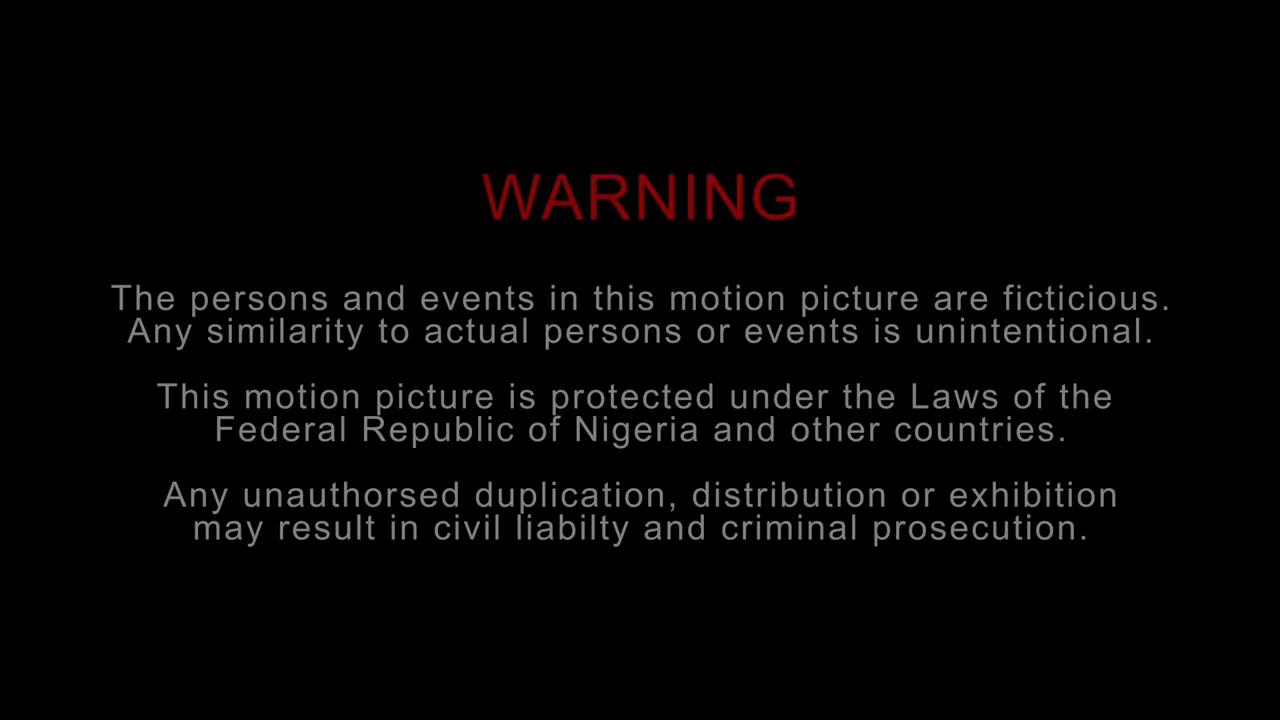 WARNING
The persons and events in this motion picture are ficticious.
Any similarity to actual persons or events is unintentional.
This motion picture is protected under the Laws of the
Federal Republic of Nigeria and other countries.
Any unauthorsed duplication, distribution or exhibition
may result in civil liabilty and criminal prosecution.